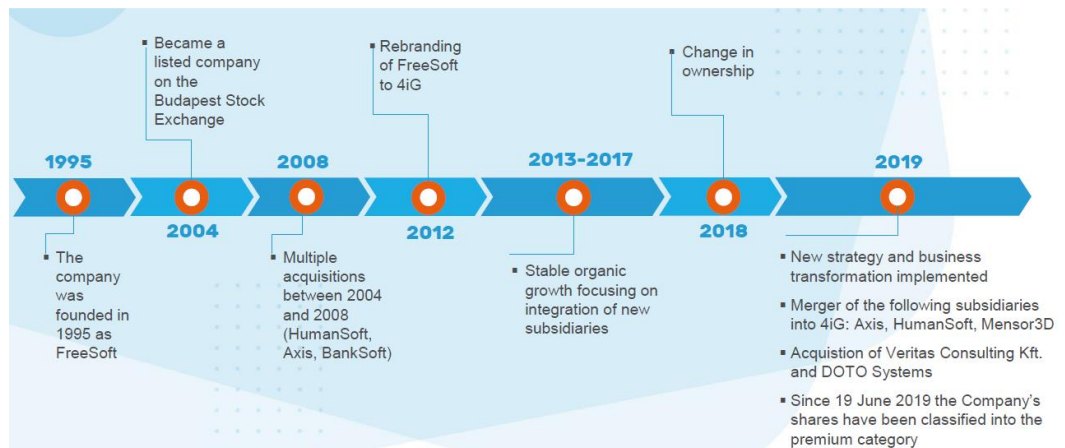 ▪ Became a
listed company
on the
Budapest Stock
Exchange
▪ Rebranding
of FreeSoft
to 4iG
▪ Change in
ownership
1995
2008
2013-2017
2019
2004
2012
2018
▪ The
company
was
founded in
1995 as
FreeSoft
▪ Multiple
acquisitions
between 2004
and 2008
(HumanSoft,
Axis, BankSoft)
▪ Stable organic
growth focusing on
integration of new
subsidiaries
▪ New strategy and business
transformation implemented
▪ Merger of the following subsidiaries
into 4iG: Axis, HumanSoft, Mensor3D
▪ Acquistion of Veritas Consulting Kft.
and DOTO Systems
▪ Since 19 June 2019 the Company's
shares have been classified into the
premium category